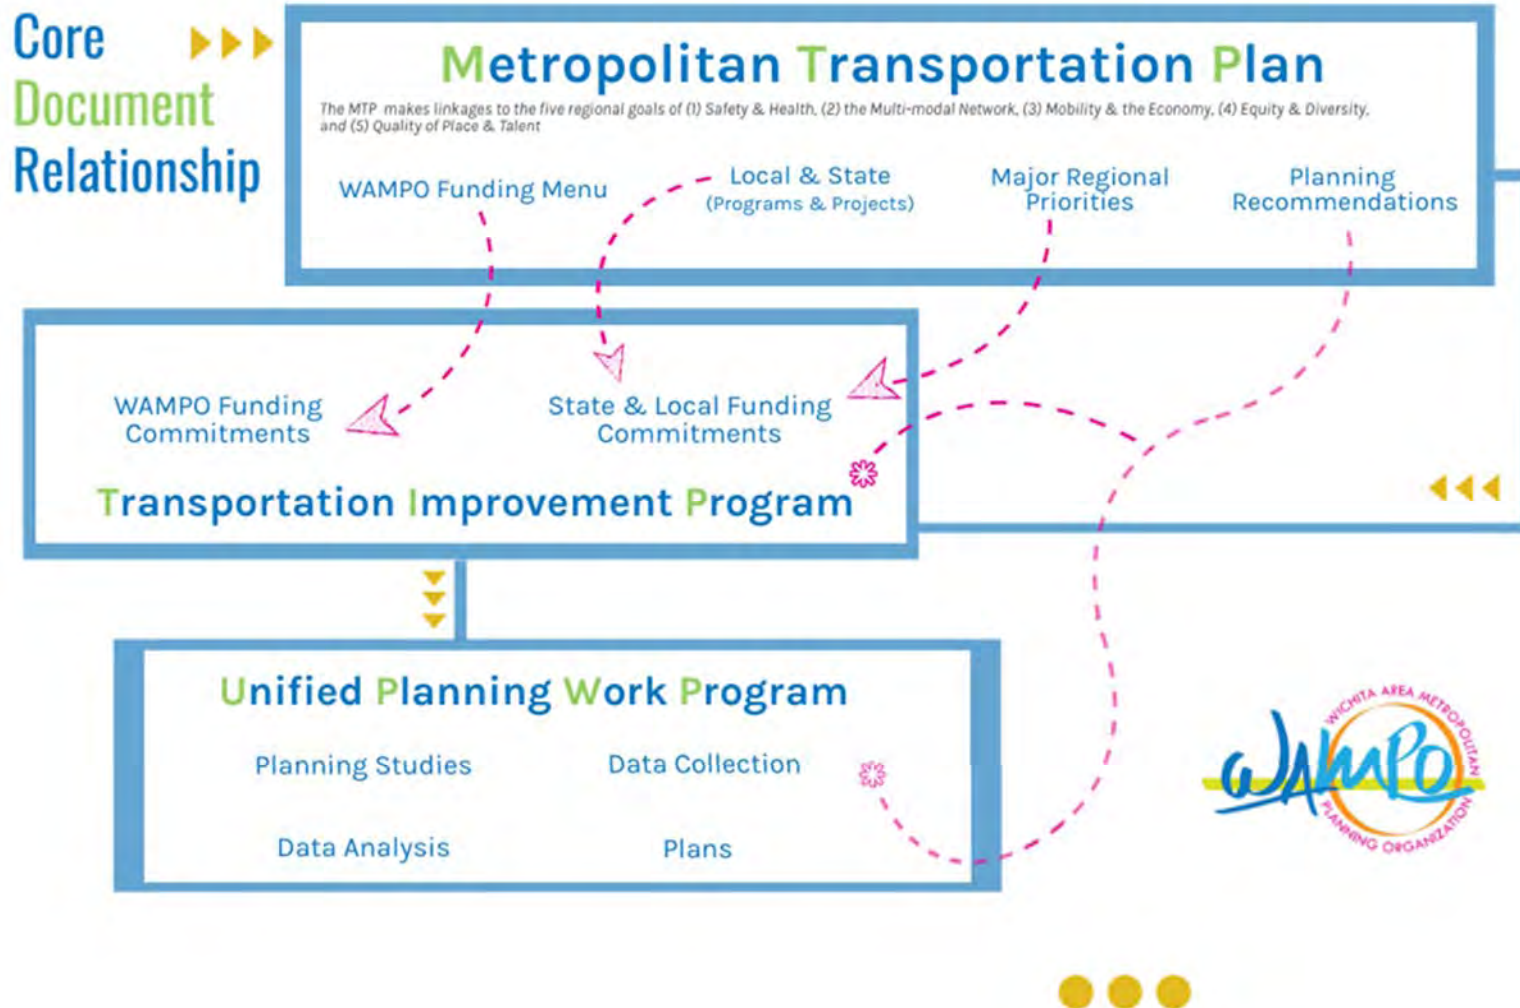 Core
Document
Relationship
Metropolitan Transportation Plan
The MTP makes linkages to the five regional goals of (1) Safety & Health, (2) the Multi-modal Network, (3) Mobility & the Economy, (4) Equity & Diversity,
and (5) Quality of Place & Talent
WAMPO Funding Menu
Local & State
(Programs & Projects)
Major Regional
Priorities
Planning
Recommendations
WAMPO Funding
Commitments
State & Local Funding
Commitments
Transportation Improvement Program
Unified Planning Work Program
Planning Studies
Data Collection
Data Analysis
Plans
WICHITA AREA METROPOLITAN
WAMPO
PLANNING ORGANIZATION